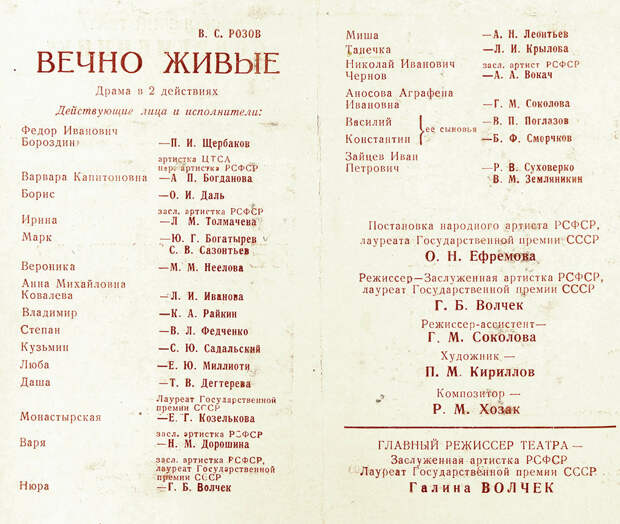 В. С. РОЗОВ
ВЕЧНО ЖИВЫЕ
Драма в 2 действиях
Действующие лица и исполнители:
Федор Иванович
Бороздин —П. И. Щербаков
артистка ЦТСА
нар. артистка РСФСР
Варвара Капитоновна —А П. Богданова
Борис —О. И. Даль
засл. артистка РСФСР
Ирина —Л М. Толмачева
Марк —Ю. Г. Богатырев
С. В. Сазонтьев
Вероника —М. М. Неелова
Анна Михайловна
Ковалева —Л. И. Иванова
Владимир —К. А. Райкин
Степан —В. Л. Федченко
Кузьмин —С. Ю. Садальский
Люба —Е. Ю. Миллиоти
Даша —Т. В. Дегтерева
Лауреат Государственной
премии СССР
Монастырская —Е. Г. Козелькова
засл. артистка РСФСР
Варя —Н. М. Дорошина
засл. артистка РСФСР,
лауреат Государственной
премии СССР
Нюра —Г. Б. Волчек
Миша —А. Н. Леонтьев
Танечка —Л. И. Крылова
Николай Иванович засл. артист РСФСР
Чернов —А. А. Вокач
Аносова Аграфена
Ивановна —Г. М. Соколова
Василий —В. П. Поглазов
ее сыновья
Константин —Б. Ф. Сморчков
Зайцев Иван
Петрович —Р. В. Суховерко
В. М. Земляникин
Постановка народного артиста РСФСР,
лауреата Государственной премии СССР
О. Н. Ефремова
Режиссер—Заслуженная артистка РСФСР,
лауреат Государственной премии СССР
Г. Б. Волчек
Режиссер-ассистент—
Г. М. Соколова
Художник —
П. М. Кириллов
Композитор —
Р. М. Хозак
ГЛАВНЫЙ РЕЖИССЕР ТЕАТРА —
Заслуженная артистка РСФСР
Лауреат Государственной премии СССР
Галина ВОЛЧЕК